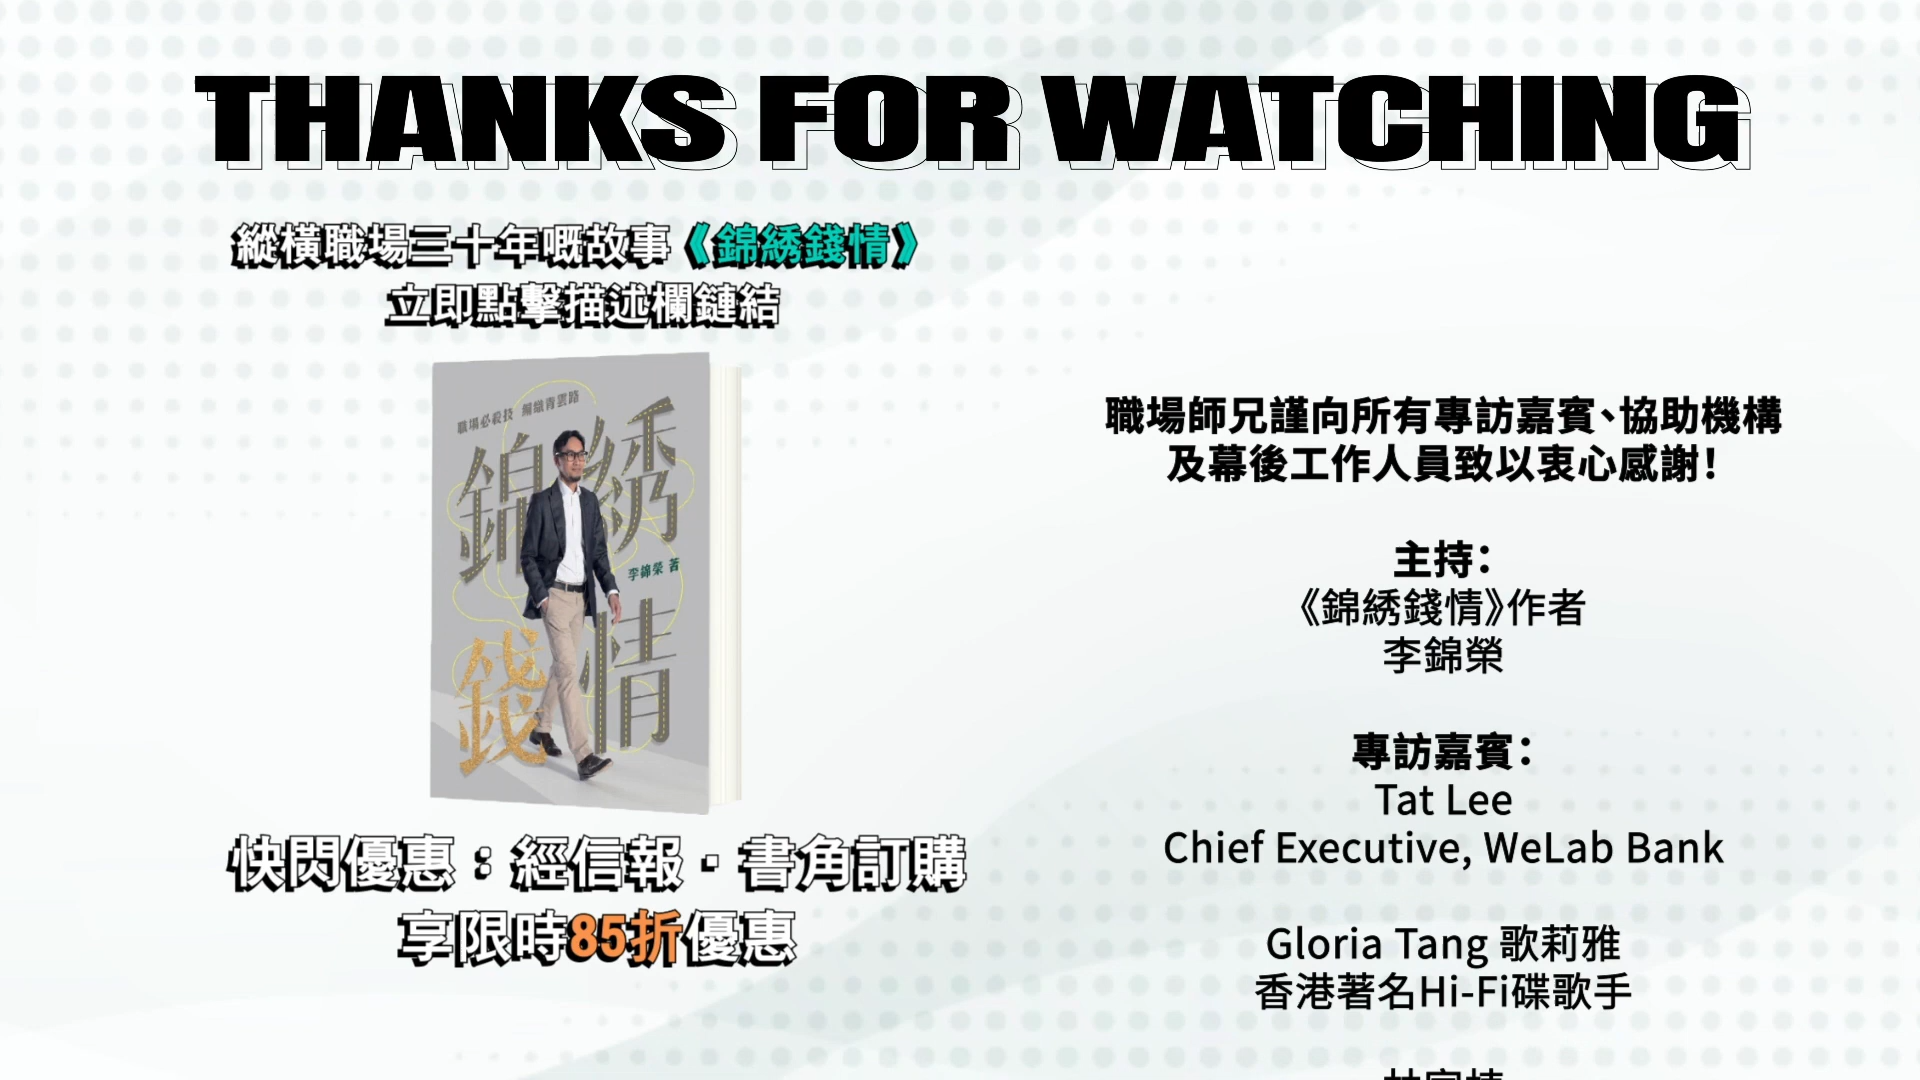 THANKS FOR WATCHING
縱橫職場三十年嘅故事《錦綉錢情》
立即點擊描述欄鏈結
職場必殺技 編織青雲路
錦綉
錢情
李錦榮 著
快閃優惠：經信報·書角訂購
享限時85折優惠
職場師兄謹向所有專訪嘉賓、協助機構
及幕後工作人員致以衷心感謝！
主持：
《錦綉錢情》作者
李錦榮
專訪嘉賓：
Tat Lee
Chief Executive, WeLab Bank
Gloria Tang 歌莉雅
香港著名Hi-Fi碟歌手